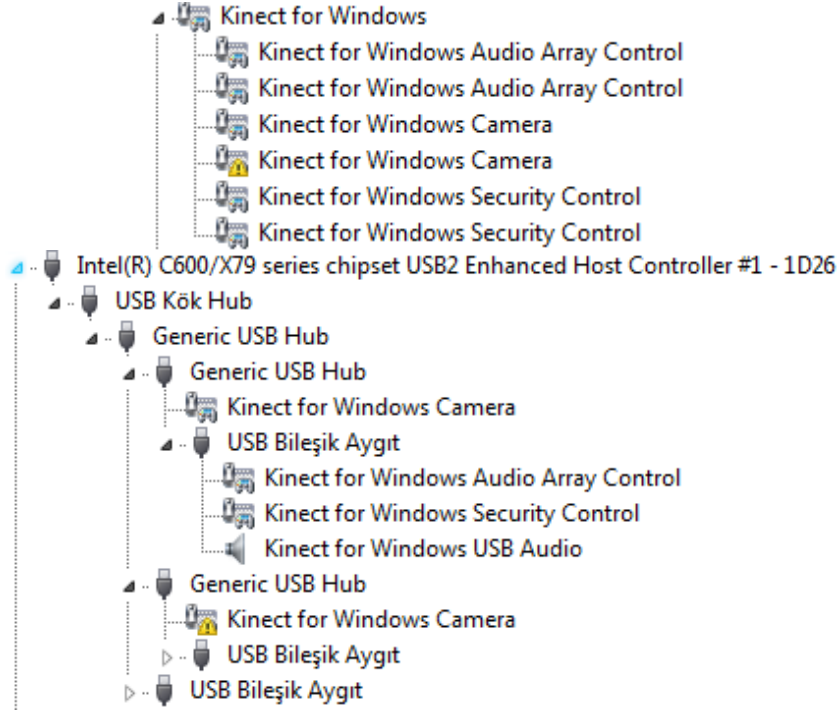 Kinect for Windows
Kinect for Windows Audio Array Control
Kinect for Windows Audio Array Control
Kinect for Windows Camera
Kinect for Windows Camera
Kinect for Windows Security Control
Kinect for Windows Security Control
Intel(R) C600/X79 series chipset USB2 Enhanced Host Controller #1 - 1D26
USB Kök Hub
Generic USB Hub
Generic USB Hub
Kinect for Windows Camera
USB Bileşik Aygıt
Kinect for Windows Audio Array Control
Kinect for Windows Security Control
Kinect for Windows USB Audio
Generic USB Hub
Kinect for Windows Camera
USB Bileşik Aygıt
USB Bileşik Aygıt